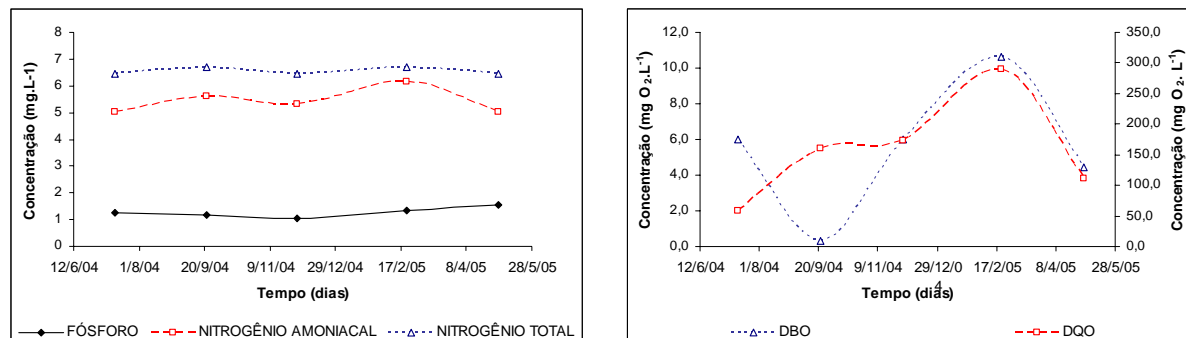 Concentração (mg.L-1)
8
7
6
5
4
3
2
1
0
12/6/04 1/8/04 20/9/04 9/11/04 29/12/04 17/2/05 8/4/05 28/5/05
Tempo (dias)
FÓSFORO NITROGÊNIO AMONIACAL NITROGÊNIO TOTAL
Concentração (mg O2.L-1)
12,0
10,0
8,0
6,0
4,0
2,0
0,0
350,0
300,0
250,0
200,0
150,0
100,0
50,0
0,0
Concentração (mg O2. L-1)
12/6/04 1/8/04 20/9/04 9/11/04 29/12/0 17/2/05 8/4/05 28/5/05
4
Tempo (dias)
DBO DQO